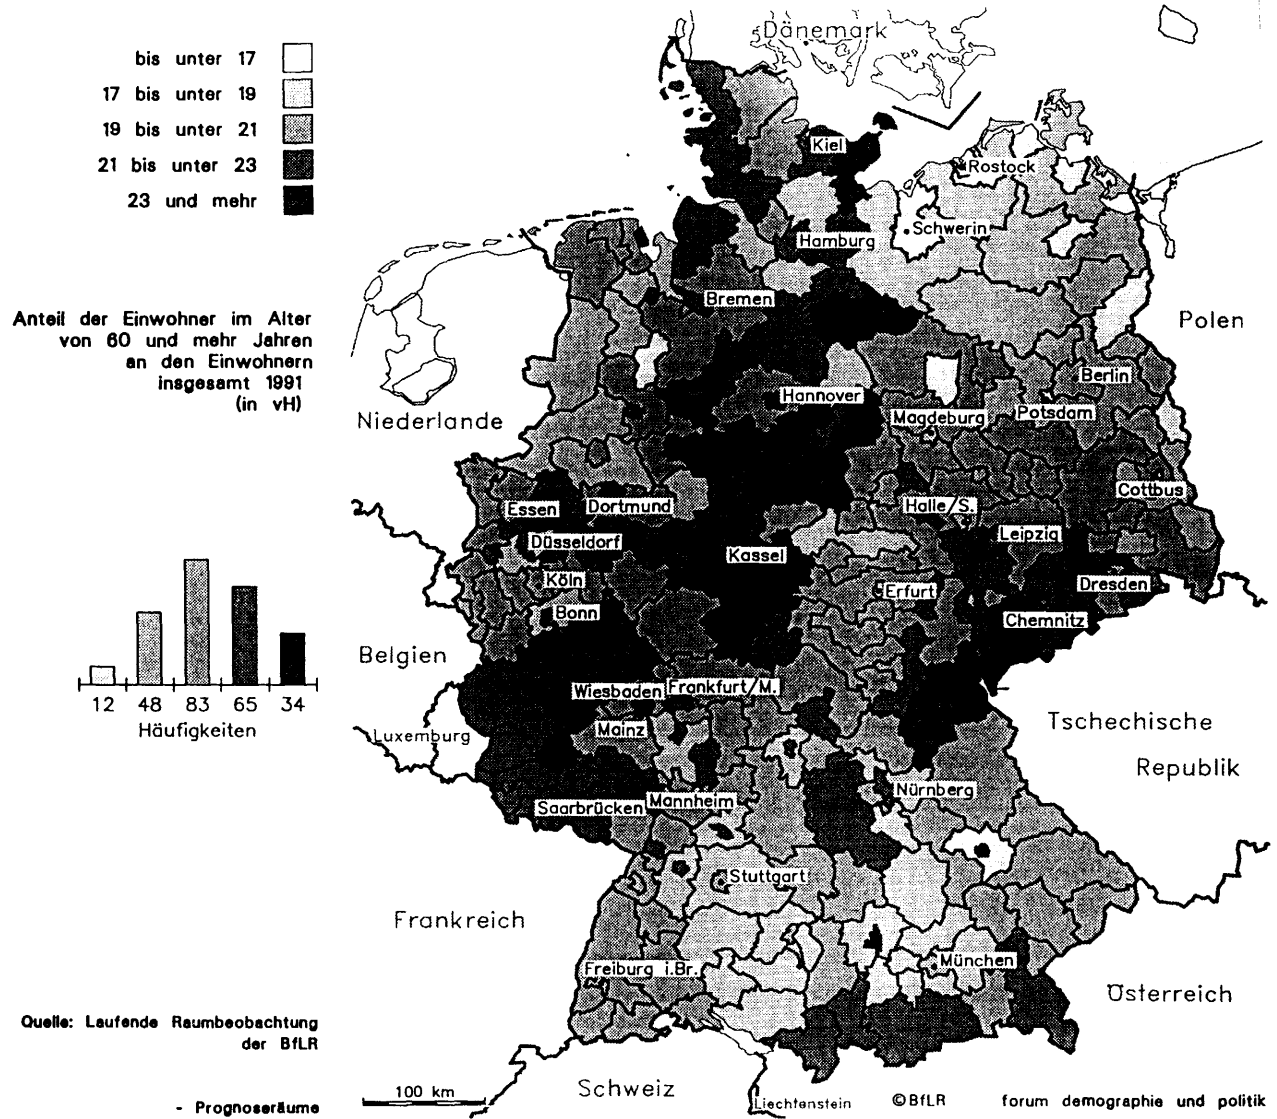 bis unter 17
17 bis unter 19
19 bis unter 21
21 bis unter 23
23 und mehr
Anteil der Einwohner im Alter
von 60 und mehr Jahren
an den Einwohnern
insgesamt 1991
(in vH)
12 48 83 65 34
Häufigkeiten
Quelle: Laufende Raumbeobachtung
der BfLR
- Prognoseräume
Dänemark
Kiel
Rostock
Schwerin
Hamburg
Bremen
Polen
Berlin
Hannover
Niederlande
Magdeburg
Potsdam
Cottbus
Essen
Dortmund
Halle/S.
Leipzig
Düsseldorf
Kassel
Köln
Erfurt
Dresden
Bonn
Chemnitz
Belgien
Wiesbaden
Frankfurt/M.
Luxemburg
Mainz
Tschechische
Republik
Nürnberg
Saarbrücken
Mannheim
Stuttgart
Frankreich
Freiburg i.Br.
München
Österreich
100 km
Schweiz
Liechtenstein
©BfLR
forum demographie und politik